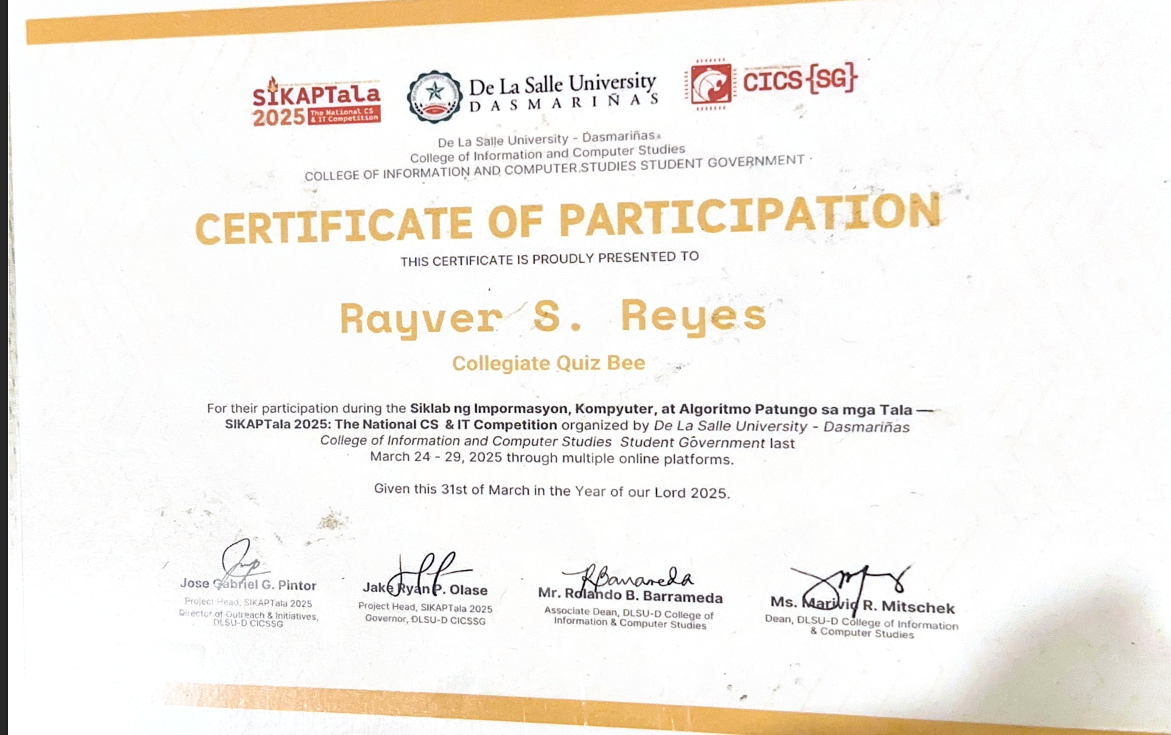 SIKAPTala
2025 The National CS
& IT Competition
De La Salle University
DASMARIÑAS
CICS{SG}
De La Salle University - Dasmariñas
College of Information and Computer Studies
COLLEGE OF INFORMATION AND COMPUTER STUDIES STUDENT GOVERNMENT
CERTIFICATE OF PARTICIPATION
THIS CERTIFICATE IS PROUDLY PRESENTED TO
Rayver S. Reyes
Collegiate Quiz Bee
For their participation during the Siklab ng Impormasyon, Kompyuter, at Algoritmo Patungo sa mga Tala —
SIKAPTala 2025: The National CS & IT Competition organized by De La Salle University - Dasmariñas
College of Information and Computer Studies Student Government last
March 24 - 29, 2025 through multiple online platforms.
Given this 31st of March in the Year of our Lord 2025.
Jose Gabriel G. Pintor
Project Head, SIKAPTala 2025
Director of Outreach & Initiatives,
DLSU-D CICSSG
Jake Ryan P. Olase
Project Head, SIKAPTala 2025
Governor, DLSU-D CICSSG
RBarrameda
Mr. Rolando B. Barrameda
Associate Dean, DLSU-D College of
Information & Computer Studies
Ms. Marivic R. Mitschek
Dean, DLSU-D College of Information
& Computer Studies